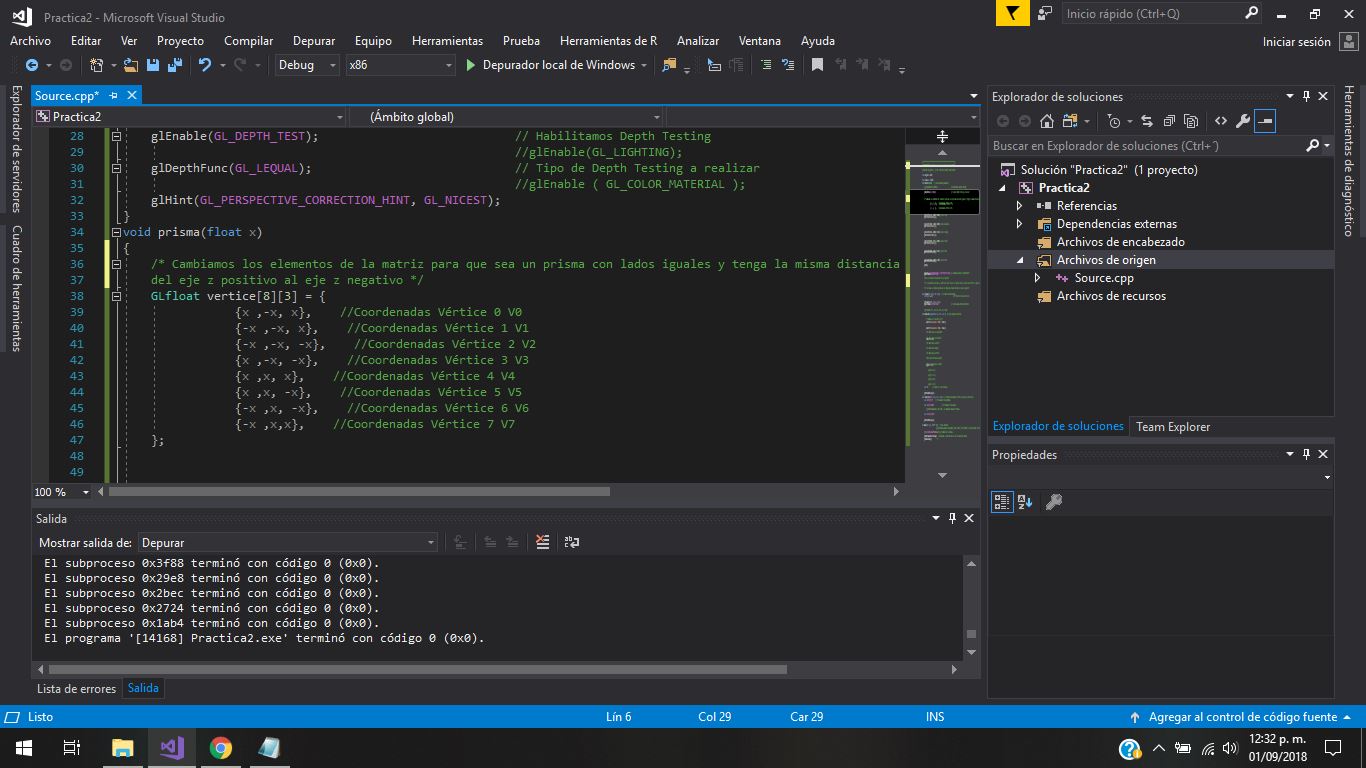 Practica2 - Microsoft Visual Studio
Inicio rápido (Ctrl+Q)
Archivo Editar Ver Proyecto Compilar Depurar Equipo Herramientas Prueba Herramientas de R Analizar Ventana Ayuda
Iniciar sesión
Debug x86 Depurador local de Windows
Explorador de servidores
Cuadro de herramientas
Source.cpp*
Practica2 (Ámbito global)
28 glEnable(GL_DEPTH_TEST); // Habilitamos Depth Testing
29 //glEnable(GL_LIGHTING);
30 glDepthFunc(GL_LEQUAL); // Tipo de Depth Testing a realizar
31 //glEnable ( GL_COLOR_MATERIAL );
32 glHint(GL_PERSPECTIVE_CORRECTION_HINT, GL_NICEST);
33 }
34 void prisma(float x)
35 {
36 /* Cambiamos los elementos de la matriz para que sea un prisma con lados iguales y tenga la misma distancia
37 del eje z positivo al eje z negativo */
38 GLfloat vertice[8][3] = {
39 {x ,-x, x}, //Coordenadas Vértice 0 V0
40 {-x ,-x, x}, //Coordenadas Vértice 1 V1
41 {-x ,-x, -x}, //Coordenadas Vértice 2 V2
42 {x ,-x, -x}, //Coordenadas Vértice 3 V3
43 {x ,x, x}, //Coordenadas Vértice 4 V4
44 {x ,x, -x}, //Coordenadas Vértice 5 V5
45 {-x ,x, -x}, //Coordenadas Vértice 6 V6
46 {-x ,x,x}, //Coordenadas Vértice 7 V7
47 };
48
49
100 %
Salida
Mostrar salida de: Depurar
El subproceso 0x3f88 terminó con código 0 (0x0).
El subproceso 0x29e8 terminó con código 0 (0x0).
El subproceso 0x2bec terminó con código 0 (0x0).
El subproceso 0x2724 terminó con código 0 (0x0).
El subproceso 0x1ab4 terminó con código 0 (0x0).
El programa '[14168] Practica2.exe' terminó con código 0 (0x0).
Lista de errores Salida
Explorador de soluciones
Buscar en Explorador de soluciones (Ctrl+´)
Solución "Practica2" (1 proyecto)
Practica2
Referencias
Dependencias externas
Archivos de encabezado
Archivos de origen
Source.cpp
Archivos de recursos
Explorador de soluciones Team Explorer
Propiedades
Herramientas de diagnóstico
Listo Lín 6 Col 29 Car 29 INS Agregar al control de código fuente
12:32 p. m.
01/09/2018